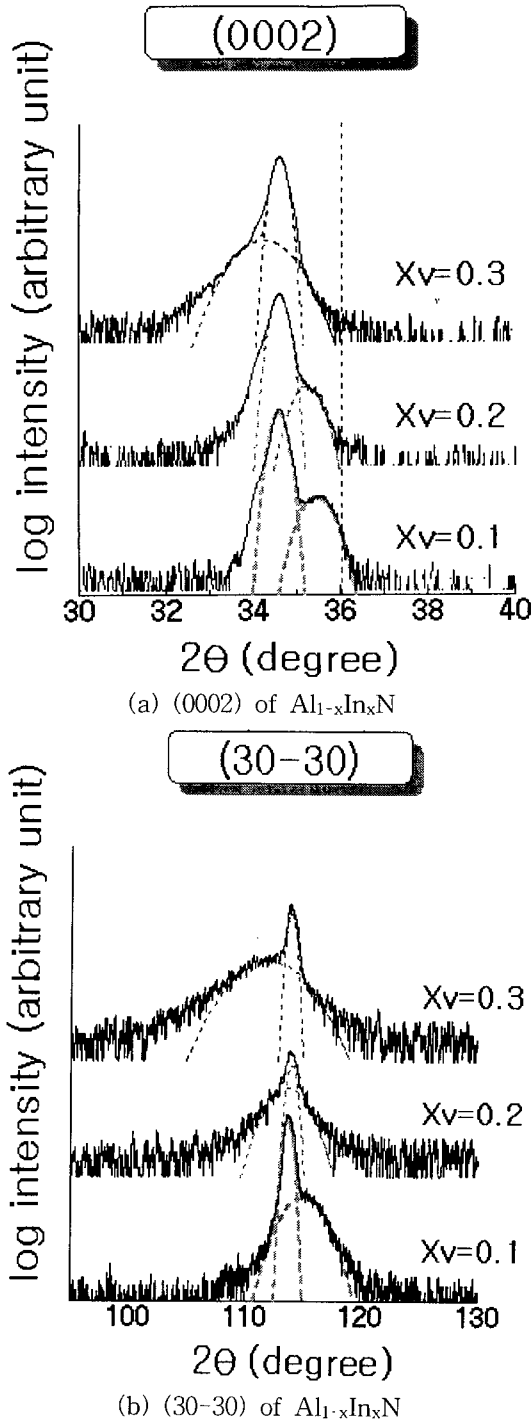 (0002)
log intensity (arbitrary unit)
Xv=0.3
Xv=0.2
Xv=0.1
30 32 34 36 38 40
2Θ (degree)
(a) (0002) of Al₁₋ₓInₓN
(30-30)
log intensity (arbitrary unit)
Xv=0.3
Xv=0.2
Xv=0.1
100 110 120 130
2Θ (degree)
(b) (30-30) of Al₁₋ₓInₓN